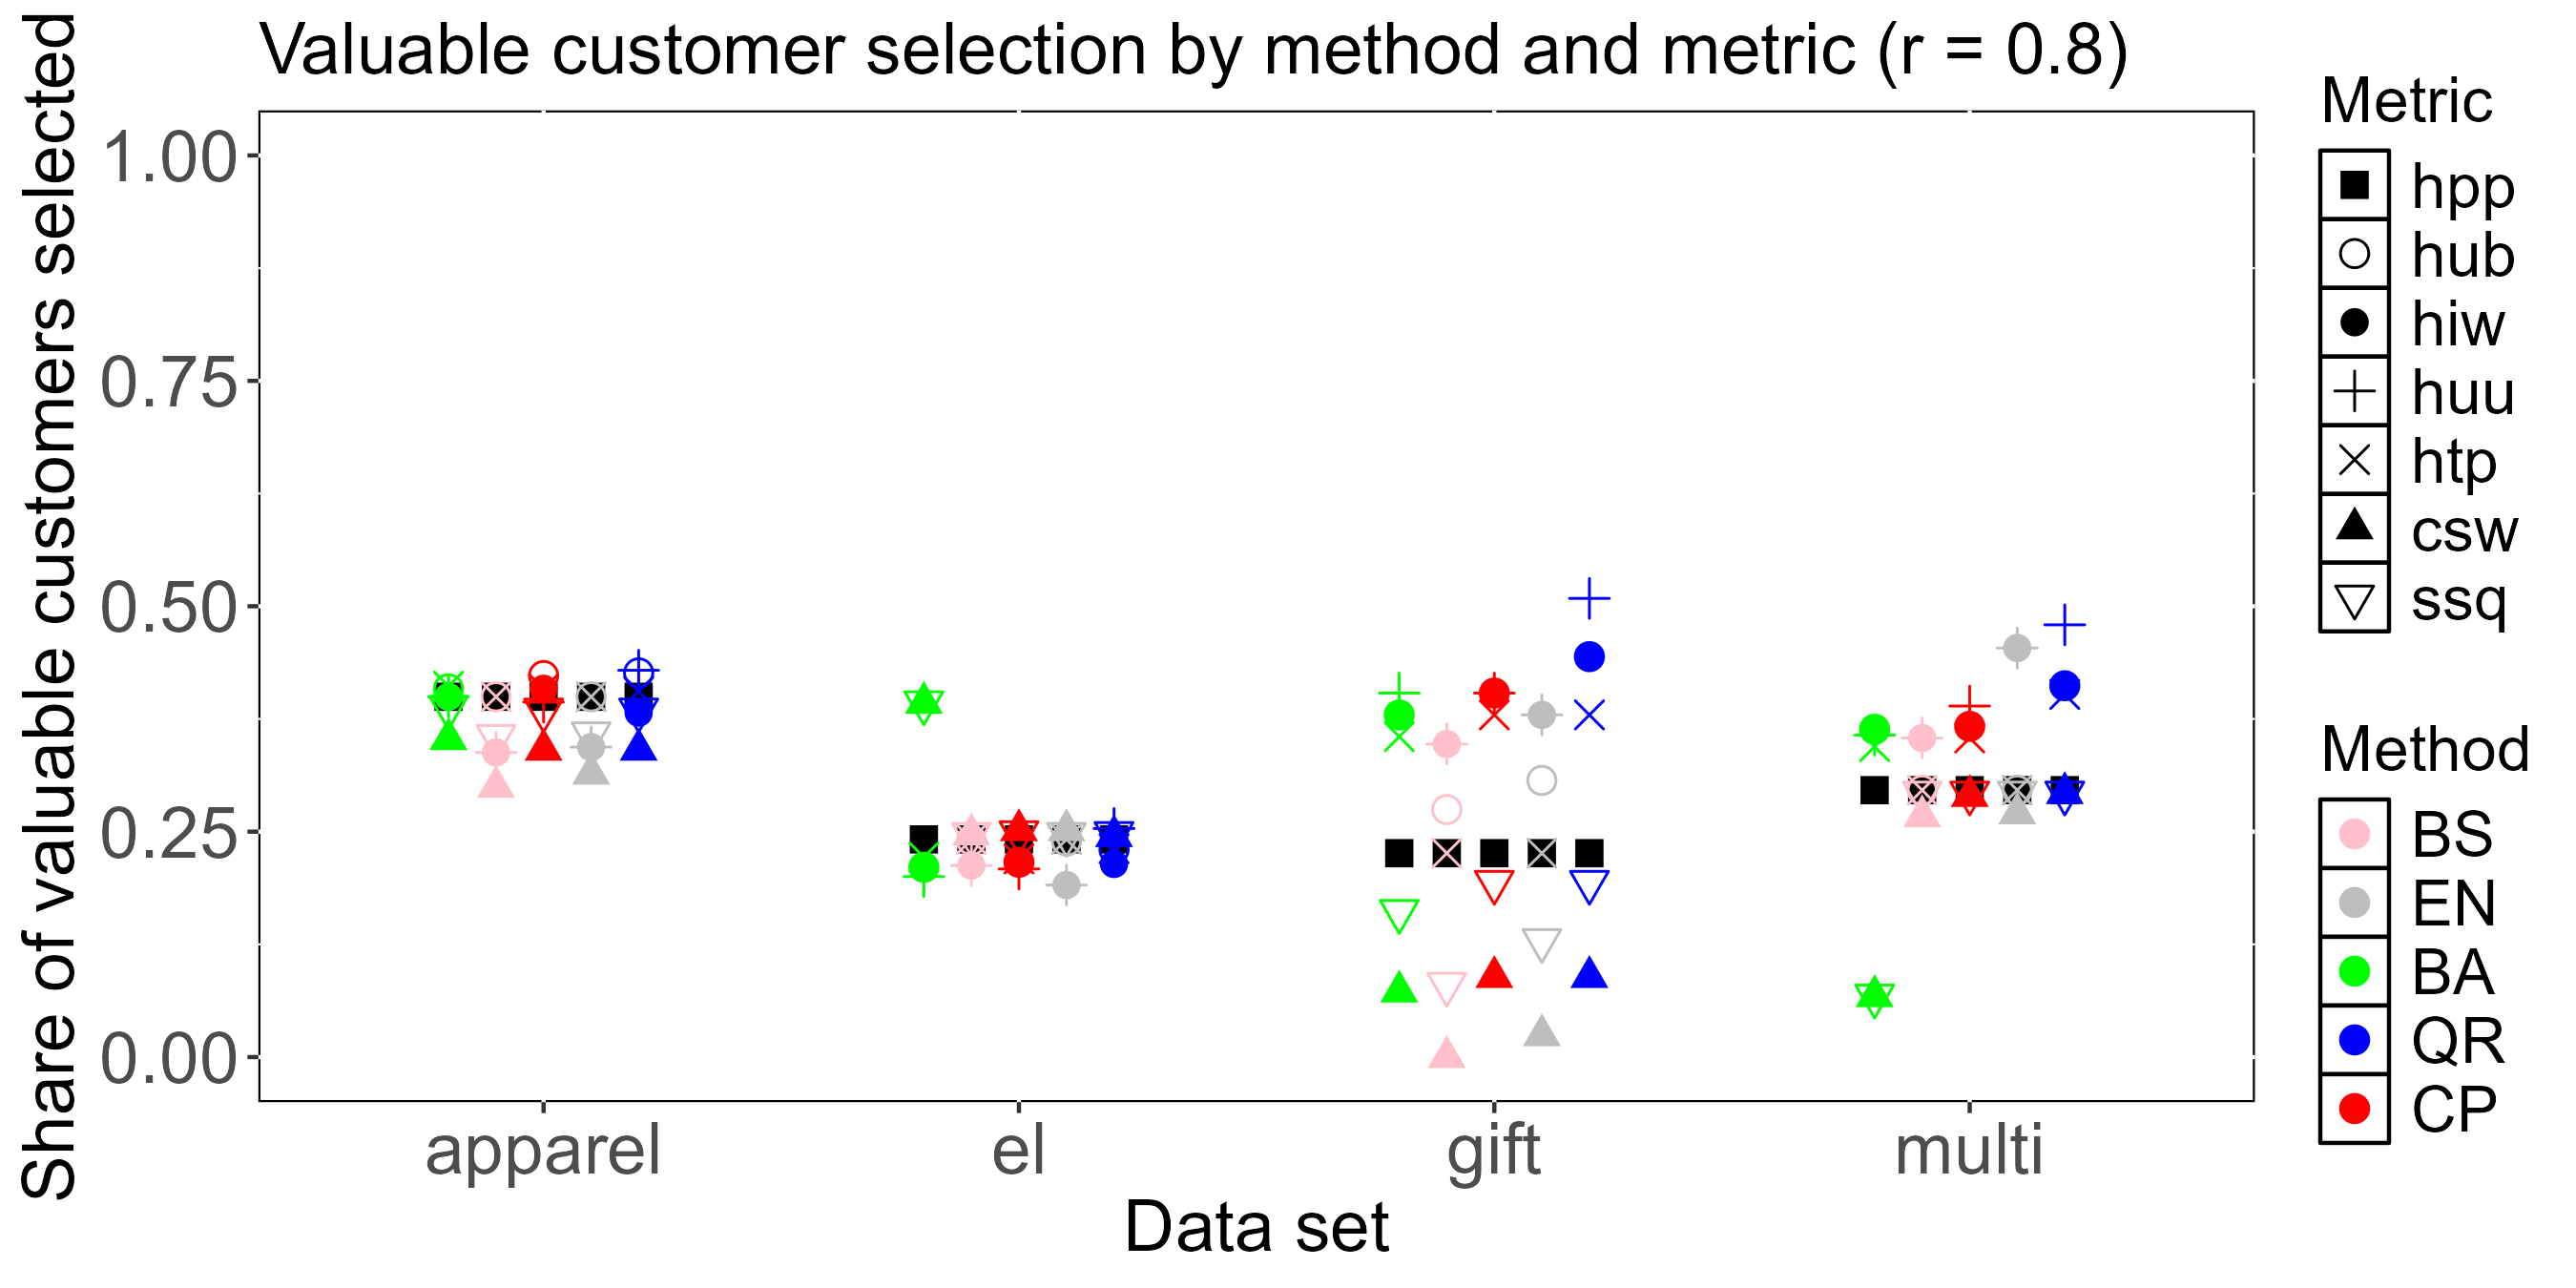 Valuable customer selection by method and metric (r = 0.8)
Share of valuable customers selected
1.00
0.75
0.50
0.25
0.00
apparel
el
gift
multi
Data set
Metric
hpp
hub
hiw
huu
htp
csw
ssq
Method
BS
EN
BA
QR
CP